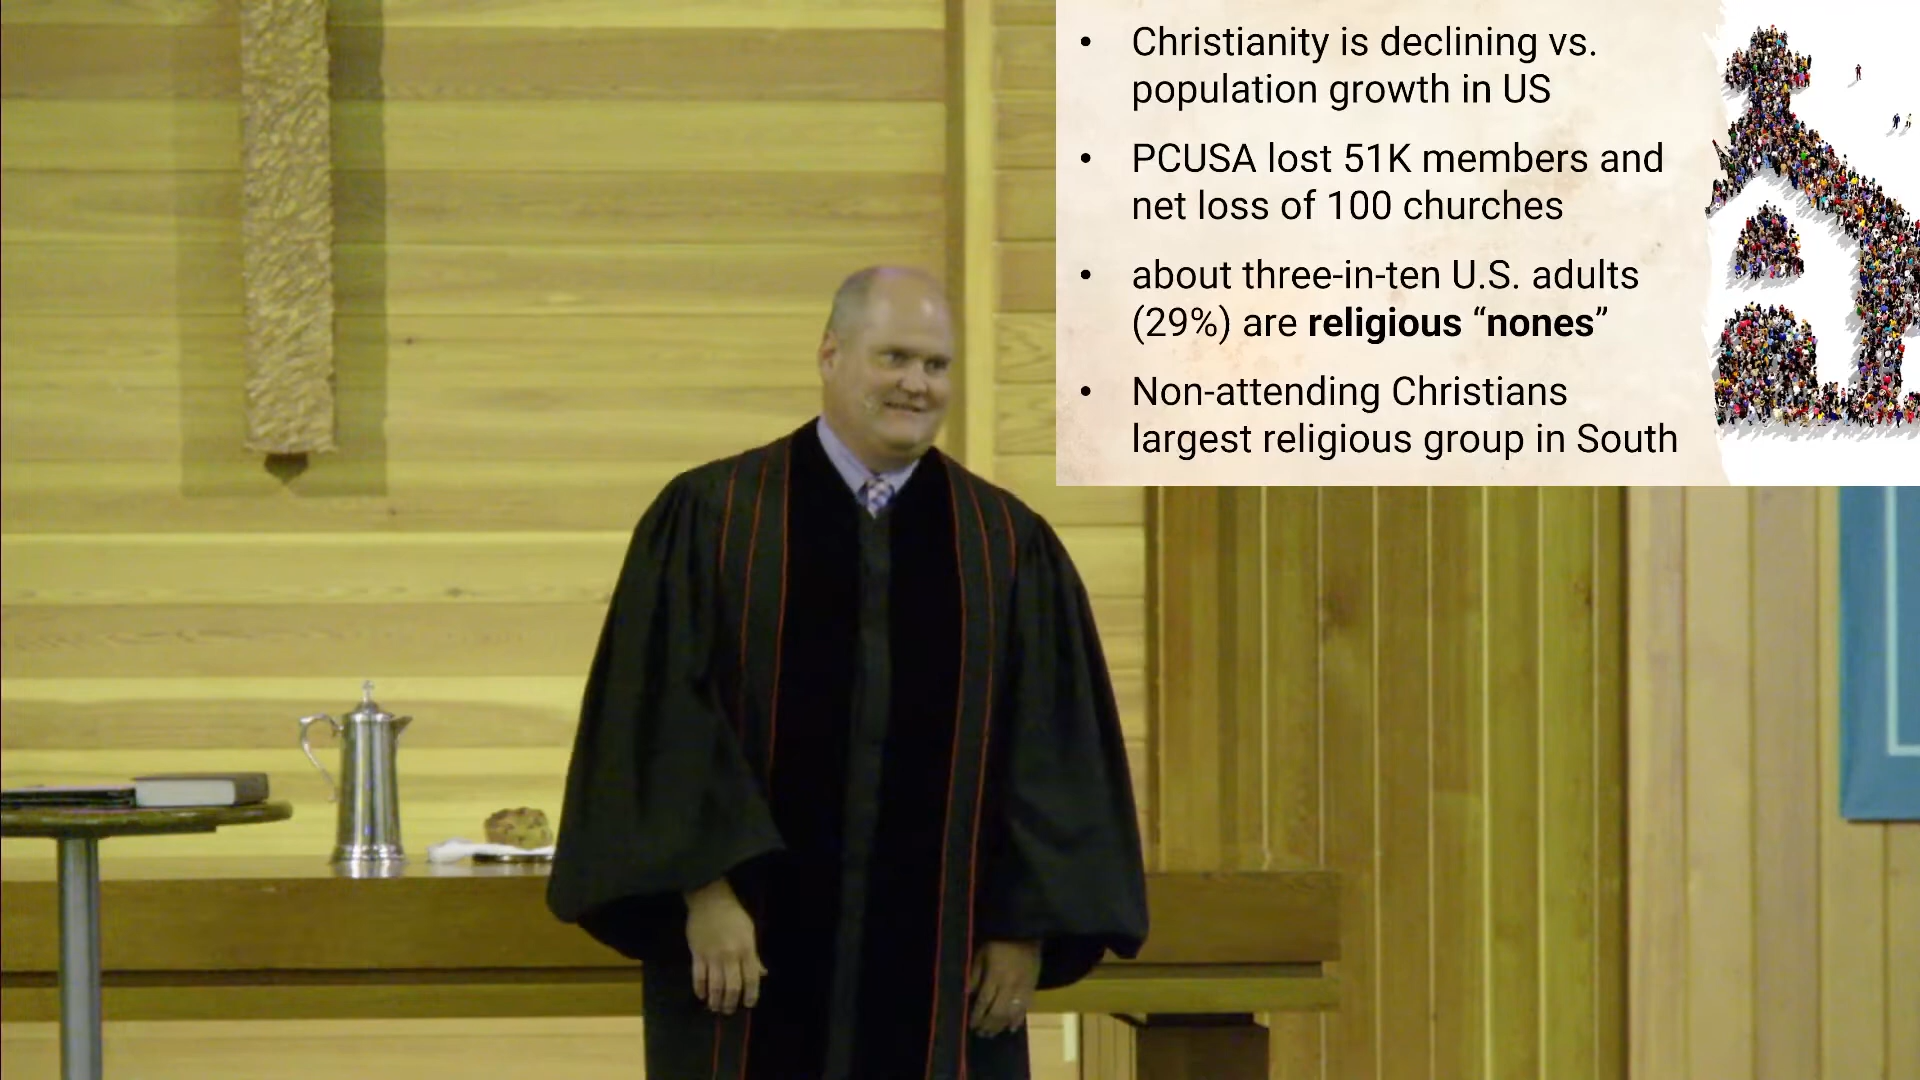 • Christianity is declining vs.
population growth in US
• PCUSA lost 51K members and
net loss of 100 churches
• about three-in-ten U.S. adults
(29%) are religious “nones”
• Non-attending Christians
largest religious group in South